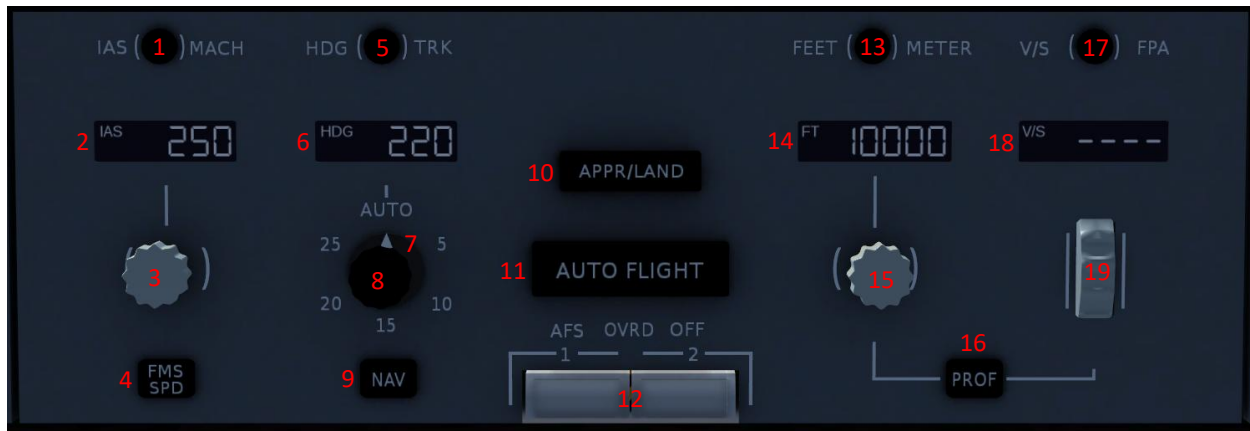 IAS ( 1 ) MACH
HDG ( 5 ) TRK
FEET ( 13 ) METER
V/S ( 17 ) FPA
2 IAS 250
6 HDG 220
14 FT 10000
18 V/S ----
10 APPR/LAND
AUTO
25 7 5
8
20 10
15
3
11 AUTO FLIGHT
15
19
AFS OVRD OFF
1 2
12
4 FMS
SPD
9 NAV
16
PROF